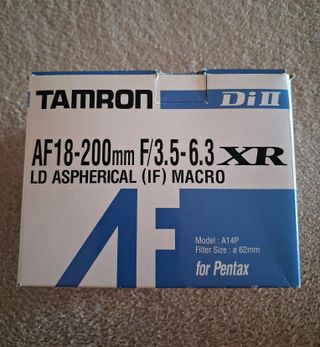 TAMRON Di II
AF18-200mm F/3.5-6.3 XR
LD ASPHERICAL (IF) MACRO
AF
Model : A14P
Filter Size : ø 62mm
for Pentax